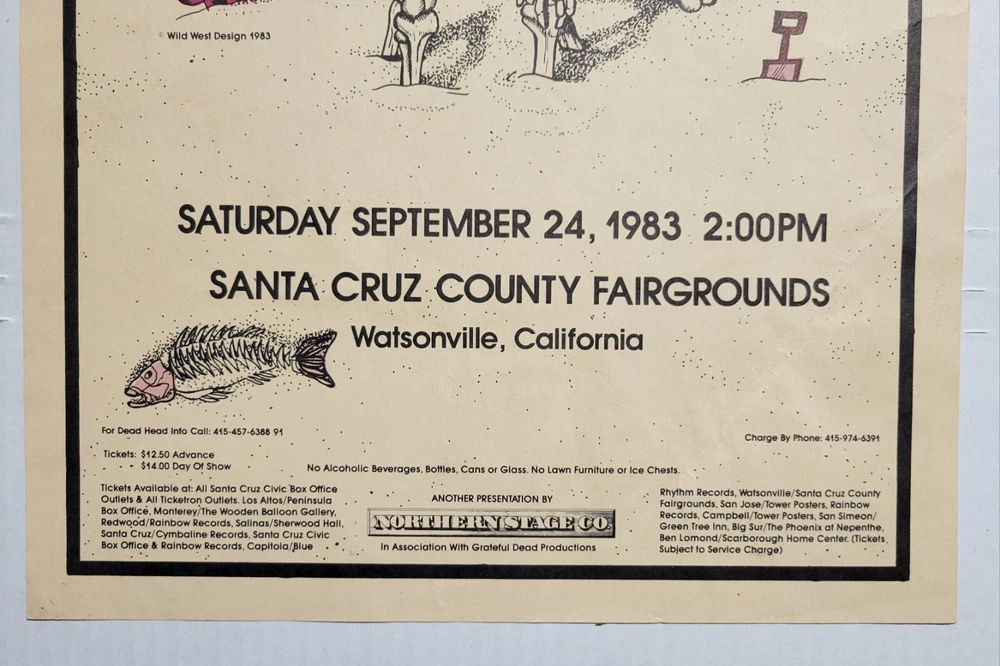 © Wild West Design 1983
SATURDAY SEPTEMBER 24, 1983 2:00PM
SANTA CRUZ COUNTY FAIRGROUNDS
Watsonville, California
For Dead Head Info Call: 415-457-6388 91
Charge By Phone: 415-974-6391
Tickets: $12.50 Advance
$14.00 Day Of Show
No Alcoholic Beverages, Bottles, Cans or Glass. No Lawn Furniture or Ice Chests.
Tickets Available at: All Santa Cruz Civic Box Office
Outlets & All Ticketron Outlets. Los Altos/Peninsula
Box Office, Monterey/The Wooden Balloon Gallery,
Redwood/Rainbow Records, Salinas/Sherwood Hall,
Santa Cruz/Cymbaline Records, Santa Cruz Civic
Box Office & Rainbow Records, Capitola/Blue
ANOTHER PRESENTATION BY
NORTHERN STAGE CO.
In Association With Grateful Dead Productions
Rhythm Records, Watsonville/Santa Cruz County
Fairgrounds, San Jose/Tower Posters, Rainbow
Records, Campbell/Tower Posters, San Simeon/
Green Tree Inn, Big Sur/The Phoenix at Nepenthe,
Ben Lomond/Scarborough Home Center. (Tickets
Subject to Service Charge)